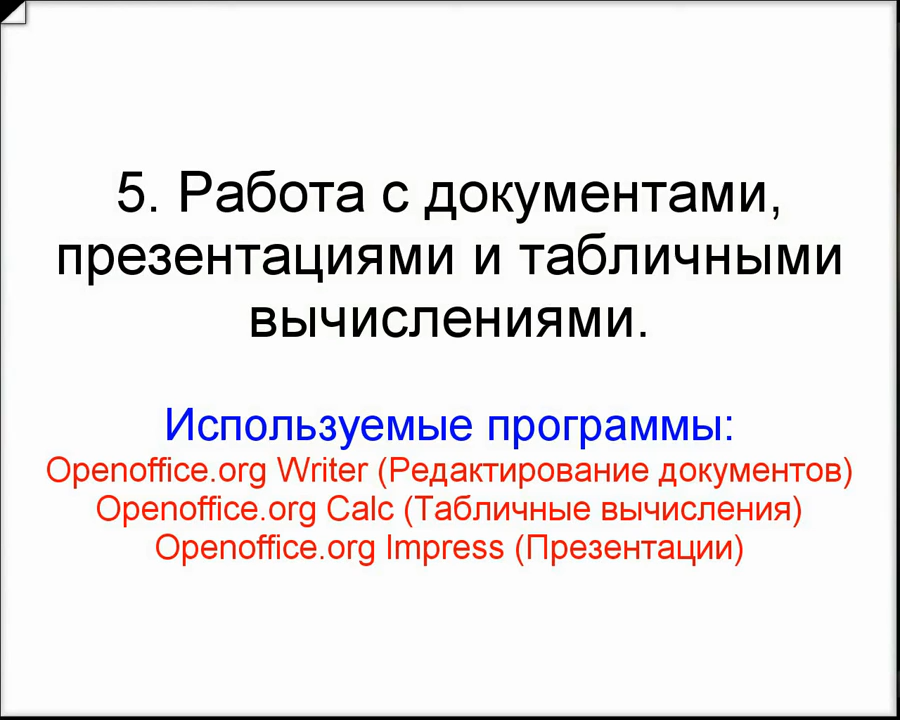 5. Работа с документами,
презентациями и табличными
вычислениями.
Используемые программы:
Openoffice.org Writer (Редактирование документов)
Openoffice.org Calc (Табличные вычисления)
Openoffice.org Impress (Презентации)